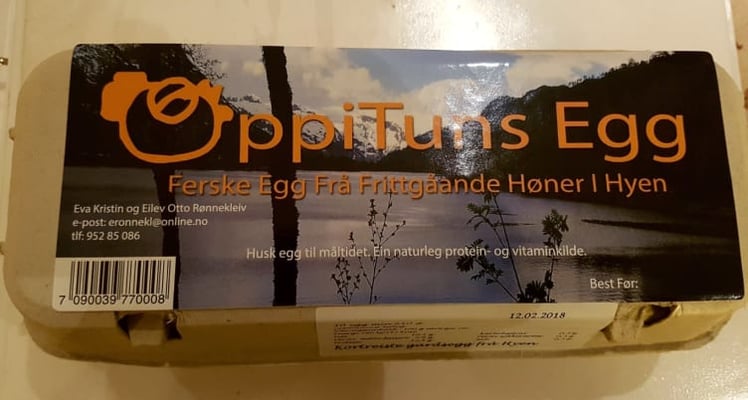 OppiTuns Egg
Ferske Egg Frå Frittgåande Høner I Hyen
Eva Kristin og Eilev Otto Rønnekleiv
e-post: eronnekl@online.no
tlf: 952 85 086
Husk egg til måltidet. Ein naturleg protein- og vitaminkilde.
Best Før:
7 090039 770008
12.02.2018
Kortreiste gardsegg frå Hyen